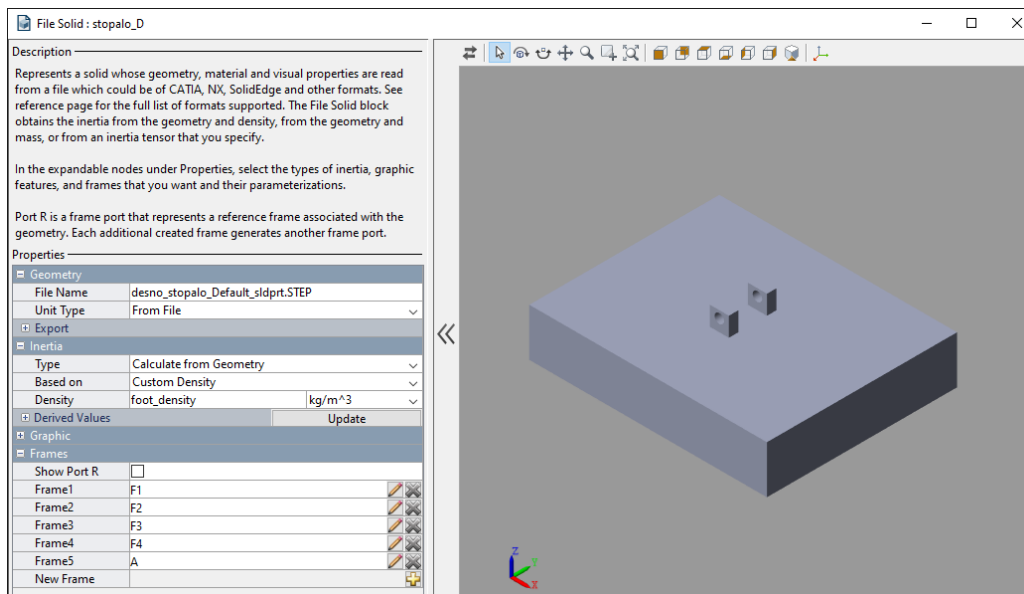 File Solid : stopalo_D
Description
Represents a solid whose geometry, material and visual properties are read
from a file which could be of CATIA, NX, SolidEdge and other formats. See
reference page for the full list of formats supported. The File Solid block
obtains the inertia from the geometry and density, from the geometry and
mass, or from an inertia tensor that you specify.
In the expandable nodes under Properties, select the types of inertia, graphic
features, and frames that you want and their parameterizations.
Port R is a frame port that represents a reference frame associated with the
geometry. Each additional created frame generates another frame port.
Properties
Geometry
File Name desno_stopalo_Default_sldprt.STEP
Unit Type From File
Export
Inertia
Type Calculate from Geometry
Based on Custom Density
Density foot_density kg/m^3
Derived Values Update
Graphic
Frames
Show Port R
Frame1 F1
Frame2 F2
Frame3 F3
Frame4 F4
Frame5 A
New Frame
Z
Y
X